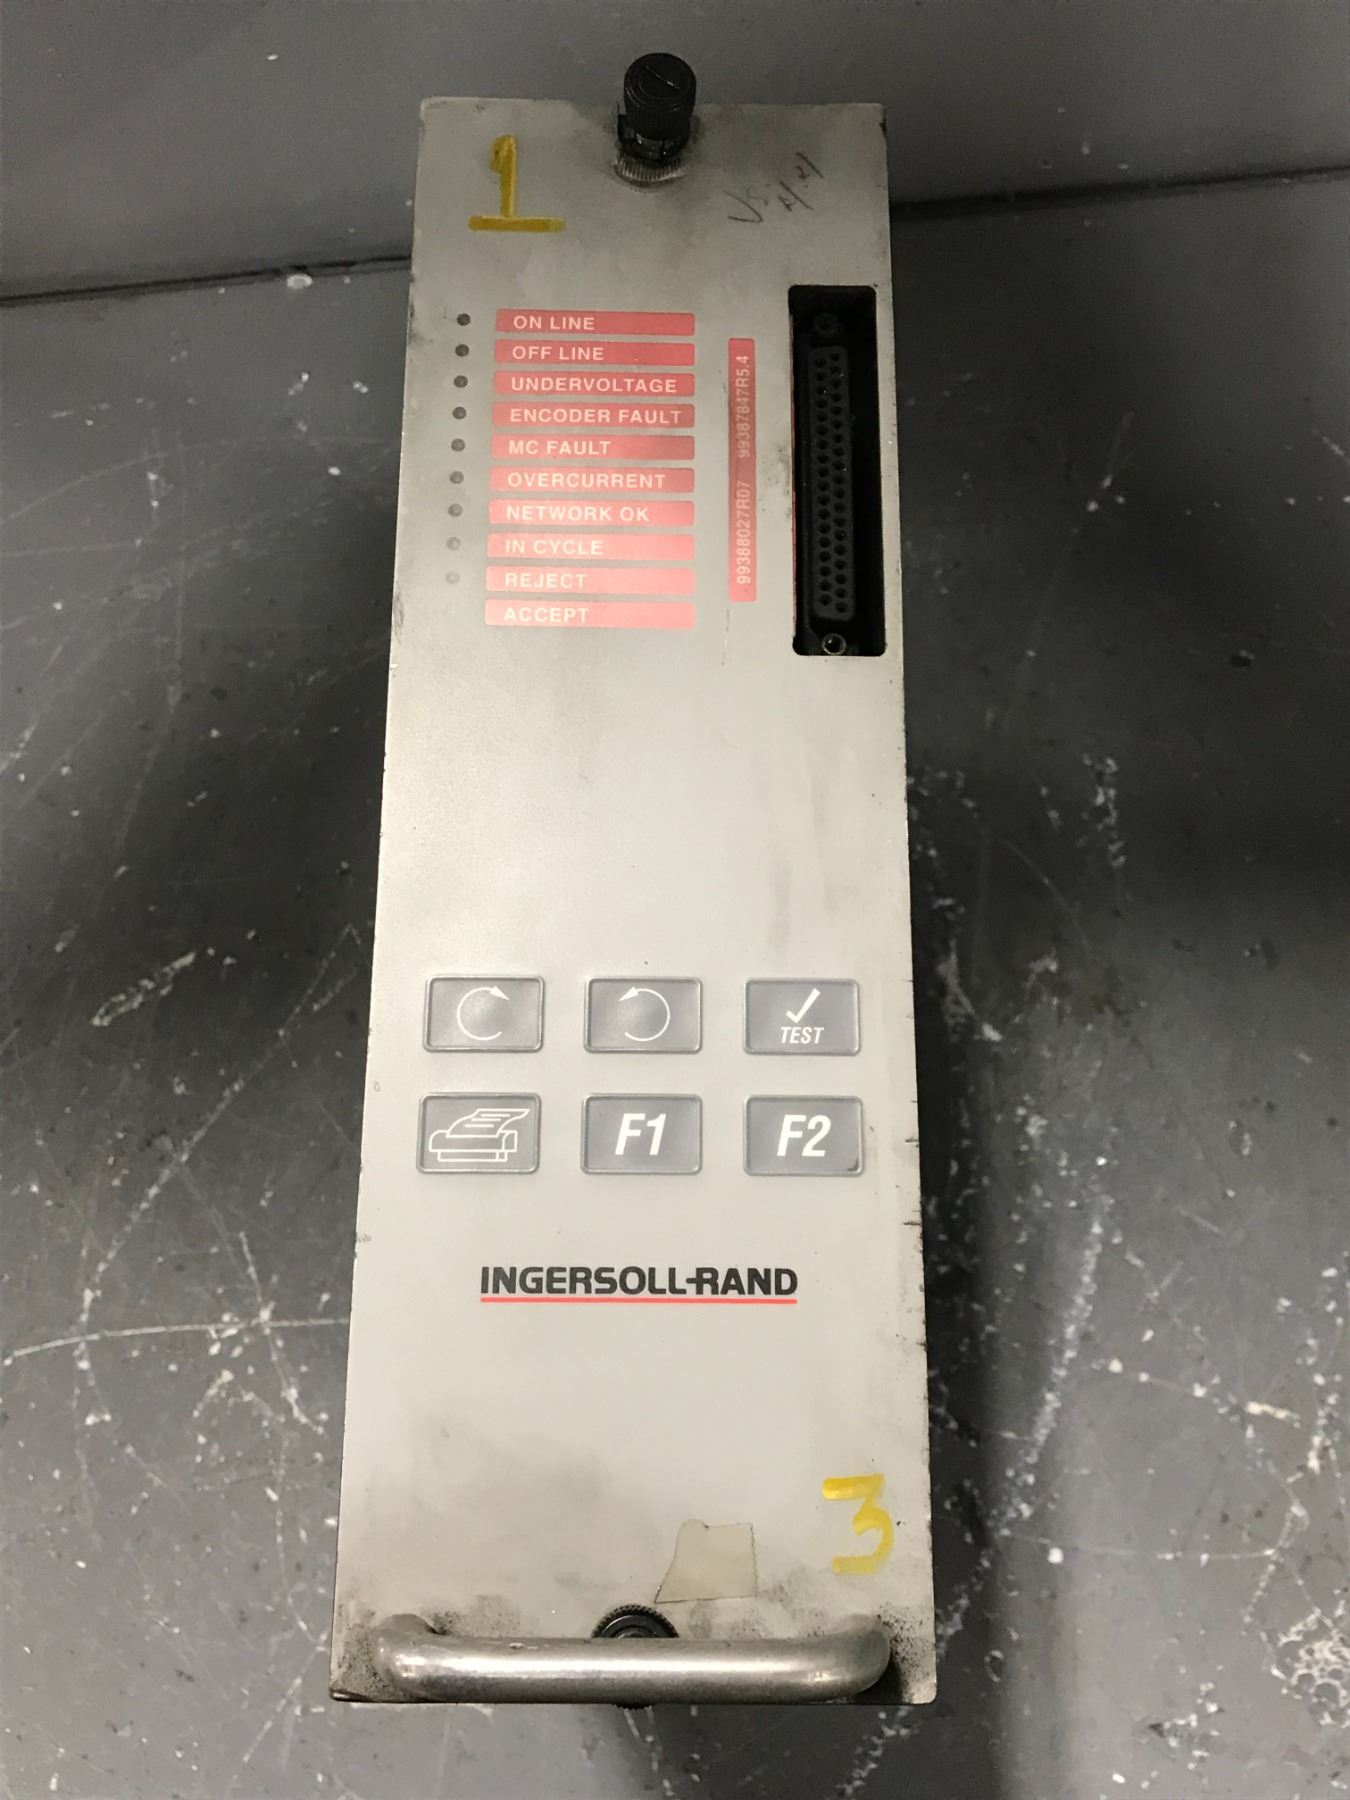 1
ON LINE
OFF LINE
UNDERVOLTAGE
ENCODER FAULT
MC FAULT
OVERCURRENT
NETWORK OK
IN CYCLE
REJECT
ACCEPT
99388027R07 99387847R5.4
TEST
F1 F2
INGERSOLL-RAND
3